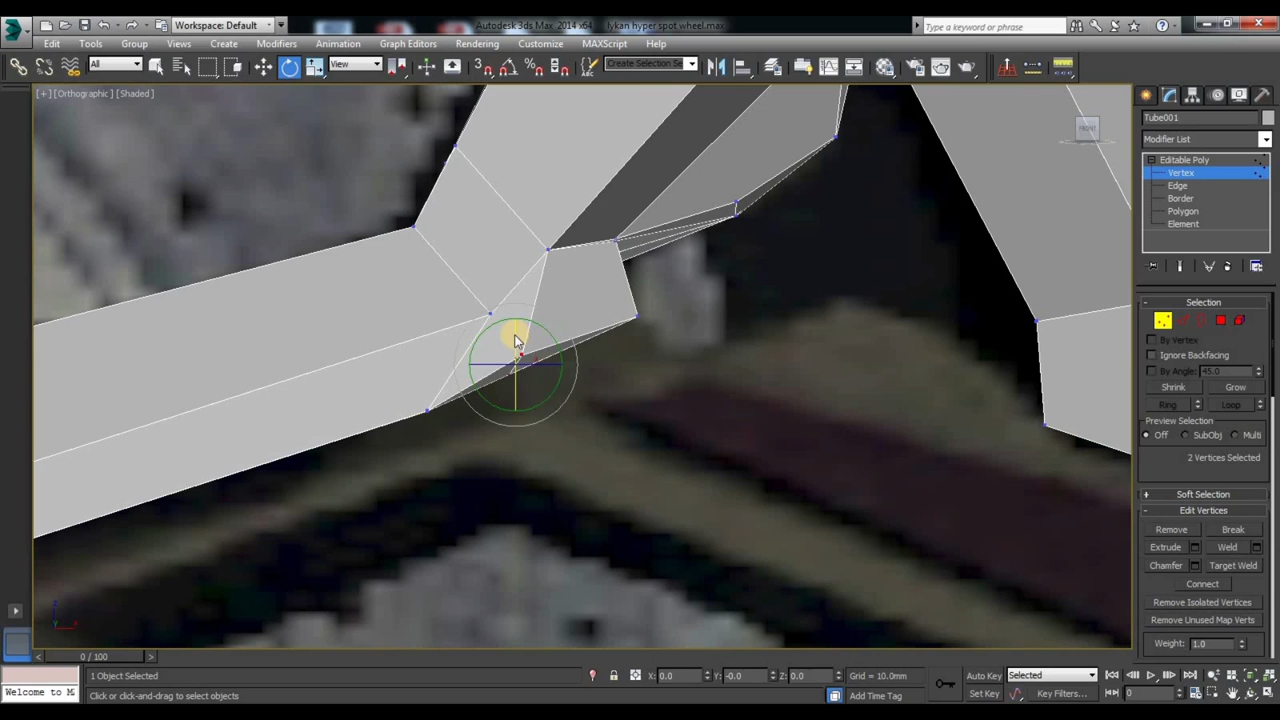 Workspace: Default
Autodesk 3ds Max 2014 x64
lykan hyper spot wheel.max
Type a keyword or phrase
Edit Tools Group Views Create Modifiers Animation Graph Editors Rendering Customize MAXScript Help
All
View
Create Selection Se
[+] [Orthographic] [Shaded]
FRONT
Tube001
Modifier List
Editable Poly
Vertex
Edge
Border
Polygon
Element
Selection
By Vertex
Ignore Backfacing
By Angle: 45.0
Shrink Grow
Ring Loop
Preview Selection
Off SubObj Multi
2 Vertices Selected
Soft Selection
Edit Vertices
Remove Break
Extrude Weld
Chamfer Target Weld
Connect
Remove Isolated Vertices
Remove Unused Map Verts
Weight: 1.0
0 / 100
1 Object Selected
X: 0.0 Y: -0.0 Z: 0.0 Grid = 10.0mm
Auto Key Selected
Welcome to M
Click or click-and-drag to select objects
Add Time Tag
Set Key Key Filters... 0